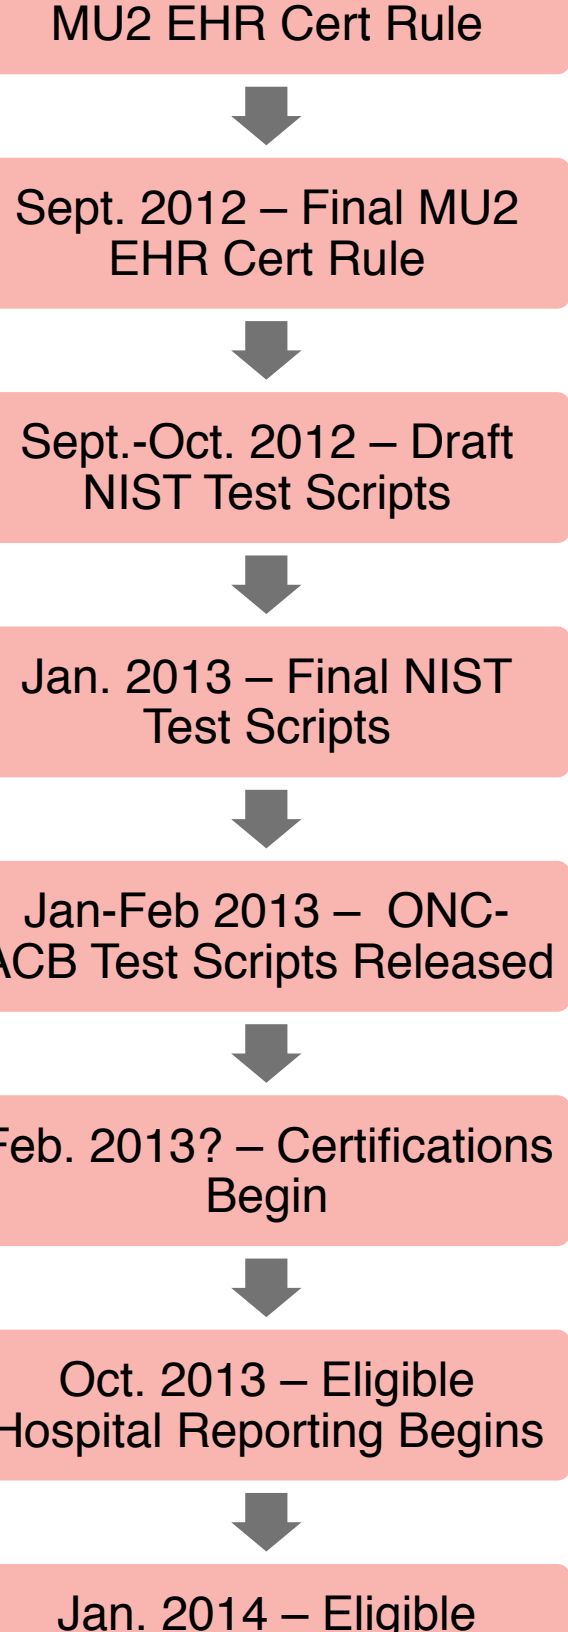 MU2 EHR Cert Rule
Sept. 2012 – Final MU2
EHR Cert Rule
Sept.-Oct. 2012 – Draft
NIST Test Scripts
Jan. 2013 – Final NIST
Test Scripts
Jan-Feb 2013 – ONC-
ACB Test Scripts Released
Feb. 2013? – Certifications
Begin
Oct. 2013 – Eligible
Hospital Reporting Begins
Jan. 2014 – Eligible